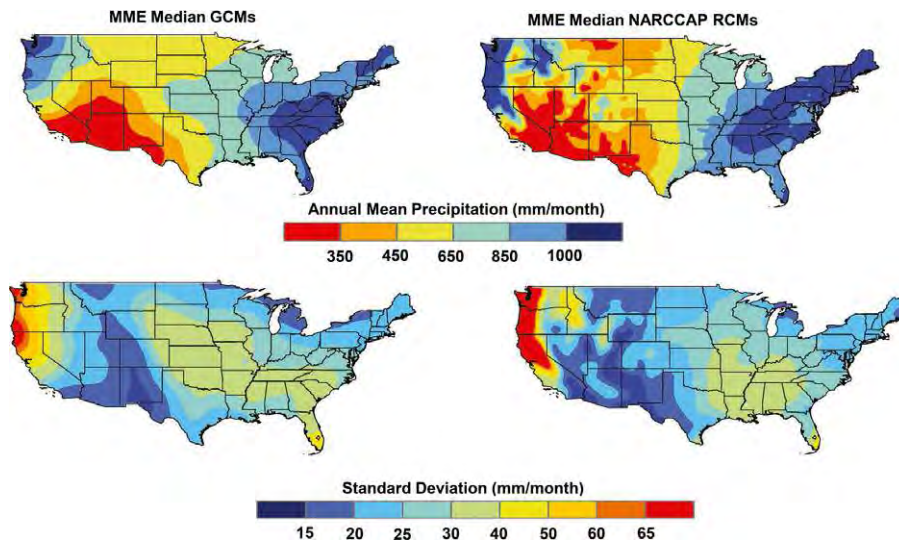 MME Median GCMs
MME Median NARCCAP RCMs
Annual Mean Precipitation (mm/month)
350 450 650 850 1000
Standard Deviation (mm/month)
15 20 25 30 40 50 60 65